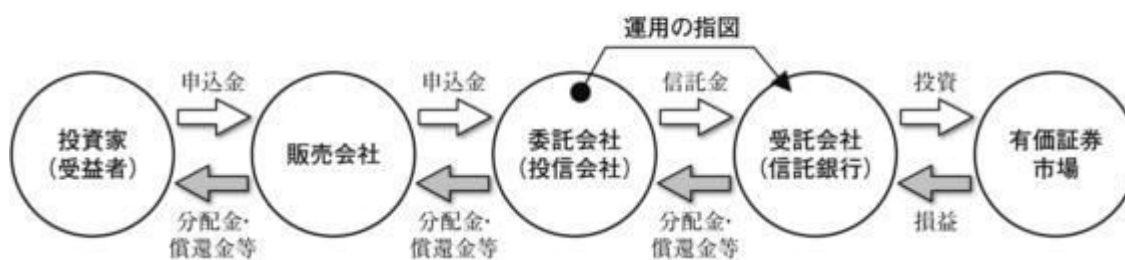 運用の指図
申込金
申込金
信託金
投資
投資家
（受益者）
販売会社
委託会社
（投信会社）
受託会社
（信託銀行）
有価証券
市場
分配金・
償還金等
分配金・
償還金等
分配金・
償還金等
損益